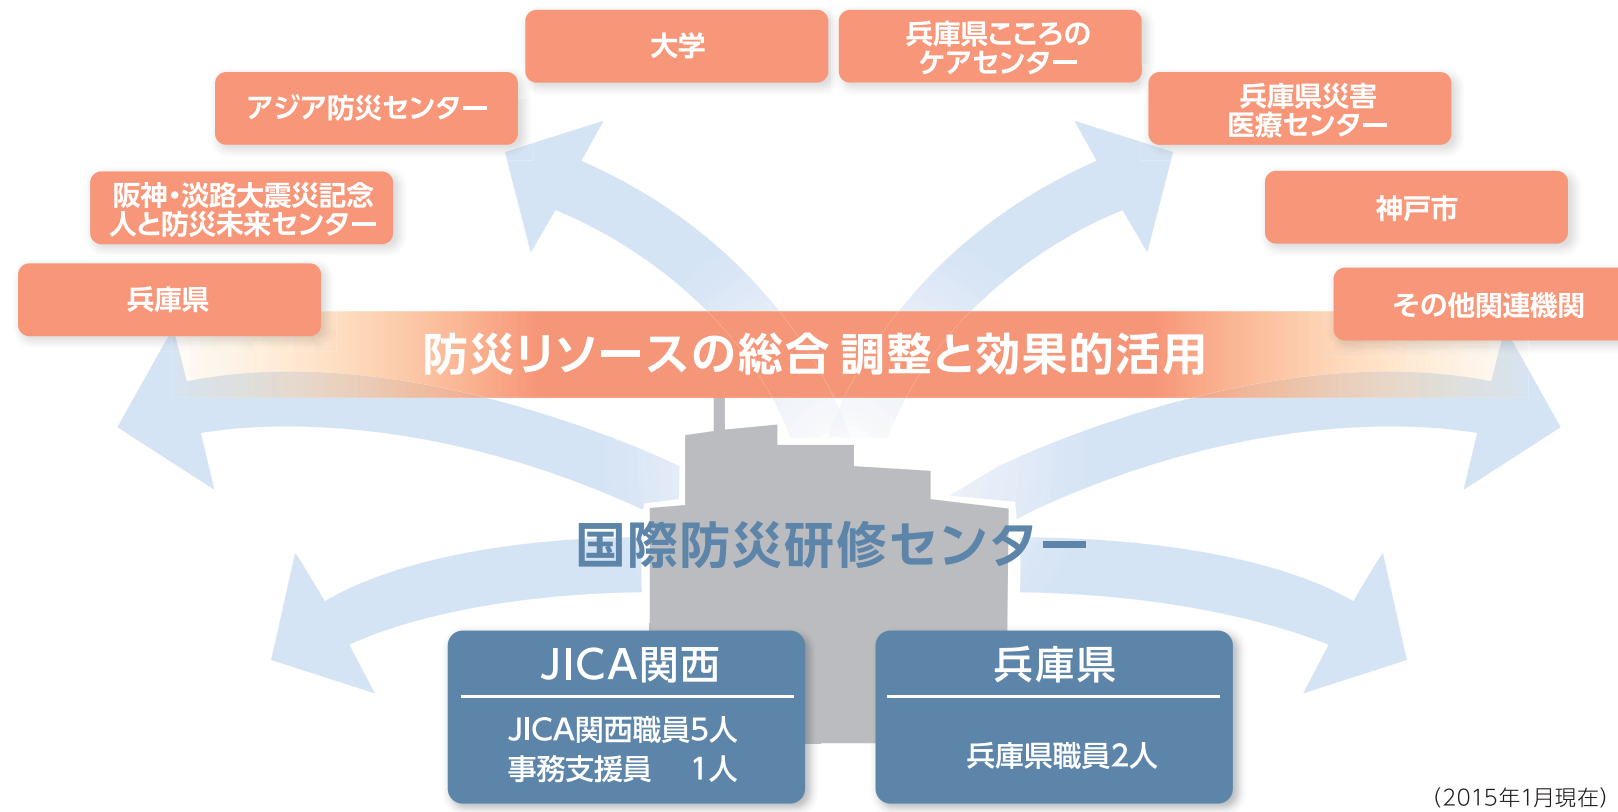 大学
兵庫県こころの
ケアセンター
アジア防災センター
兵庫県災害
医療センター
阪神・淡路大震災記念
人と防災未来センター
神戸市
兵庫県
その他関連機関
防災リソースの総合 調整と効果的活用
国際防災研修センター
JICA関西
JICA関西職員5人
事務支援員 1人
兵庫県
兵庫県職員2人
(2015年1月現在)